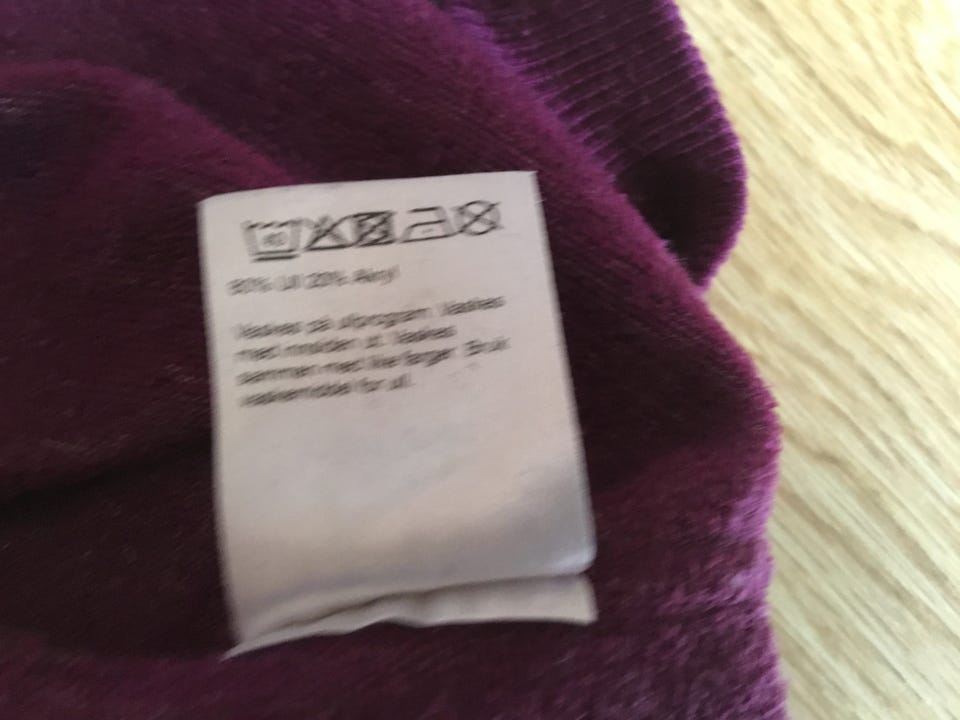 80% Ull 20% Akryl
Vaskes på ullprogram. Vaskes
med innsiden ut. Vaskes
sammen med like farger. Bruk
vaskemiddel for ull.